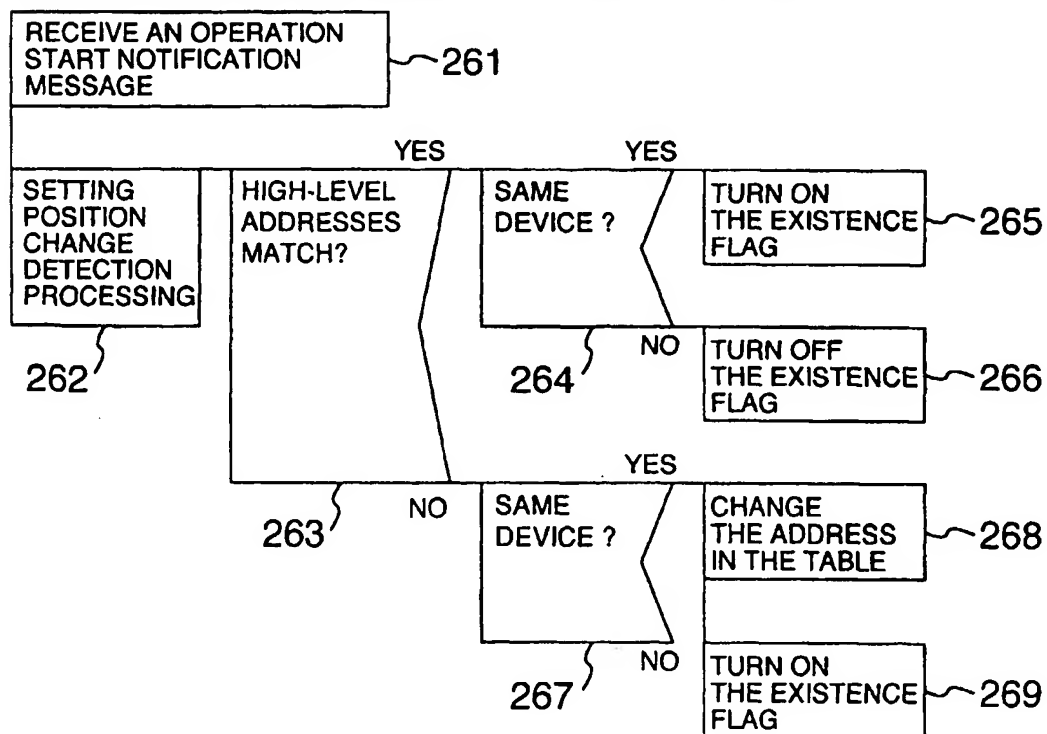 RECEIVE AN OPERATION
START NOTIFICATION
MESSAGE
261
SETTING
POSITION
CHANGE
DETECTION
PROCESSING
262
HIGH-LEVEL
ADDRESSES
MATCH?
YES
NO
263
SAME
DEVICE ?
YES
NO
264
TURN ON
THE EXISTENCE
FLAG
265
TURN OFF
THE EXISTENCE
FLAG
266
SAME
DEVICE ?
YES
NO
267
CHANGE
THE ADDRESS
IN THE TABLE
268
TURN ON
THE EXISTENCE
FLAG
269